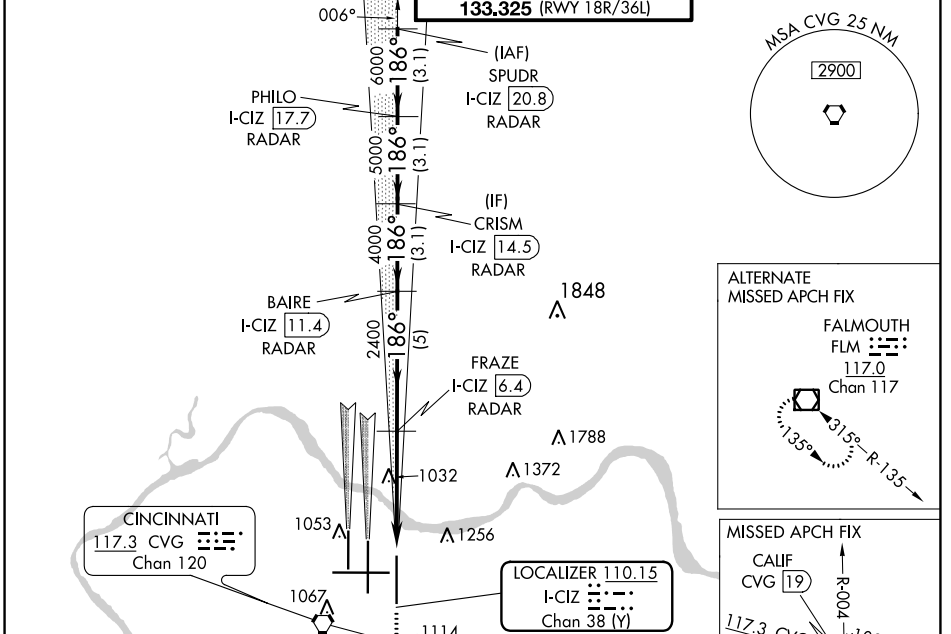 133.325 (RWY 18R/36L)
006°
6000
186°
(3.1)
(IAF)
SPUDR
I-CIZ 20.8
RADAR
MSA CVG 25 NM
2900
PHILO
I-CIZ 17.7
RADAR
5000
186°
(3.1)
(IF)
CRISM
I-CIZ 14.5
RADAR
4000
186°
(3.1)
BAIRE
I-CIZ 11.4
RADAR
2400
186°
(5)
1848
FRAZE
I-CIZ 6.4
RADAR
ALTERNATE
MISSED APCH FIX
FALMOUTH
FLM
117.0
Chan 117
315°
135°
R-135
1788
1372
1032
1053
1256
CINCINNATI
117.3 CVG
Chan 120
1067
1114
LOCALIZER 110.15
I-CIZ
Chan 38 (Y)
MISSED APCH FIX
CALIF
CVG 19
R-004
117.3 CVG